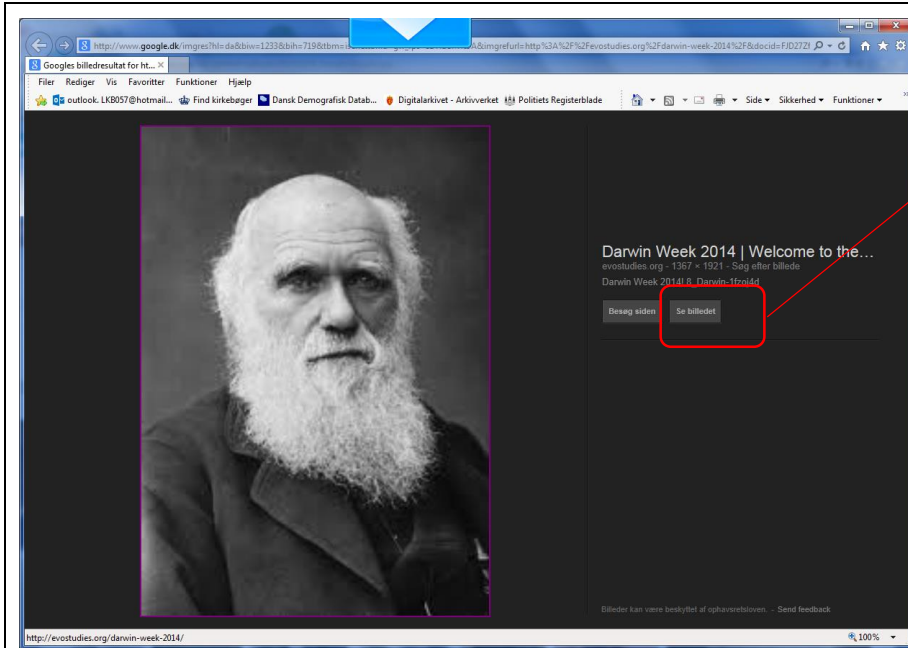 http://www.google.dk/imgres?hl=da&biw=1233&bih=719&tbm=
A&imgrefurl=http%3A%2F%2Fevostudies.org%2Fdarwin-week-2014%2F&docid=FJD27Z
Googles billedresultat for ht...
Filer Rediger Vis Favoritter Funktioner Hjælp
outlook. LKB057@hotmail... Find kirkebøger Dansk Demografisk Datab... Digitalarkivet - Arkivverket Politiets Registerblade Side Sikkerhed Funktioner »
Darwin Week 2014 | Welcome to the...
evostudies.org - 1367 × 1921 - Søg efter billede
Darwin Week 2014L8_Darwin-1fzoj4d
Besøg siden Se billedet
Billeder kan være beskyttet af ophavsretsloven. - Send feedback
http://evostudies.org/darwin-week-2014/ 100%